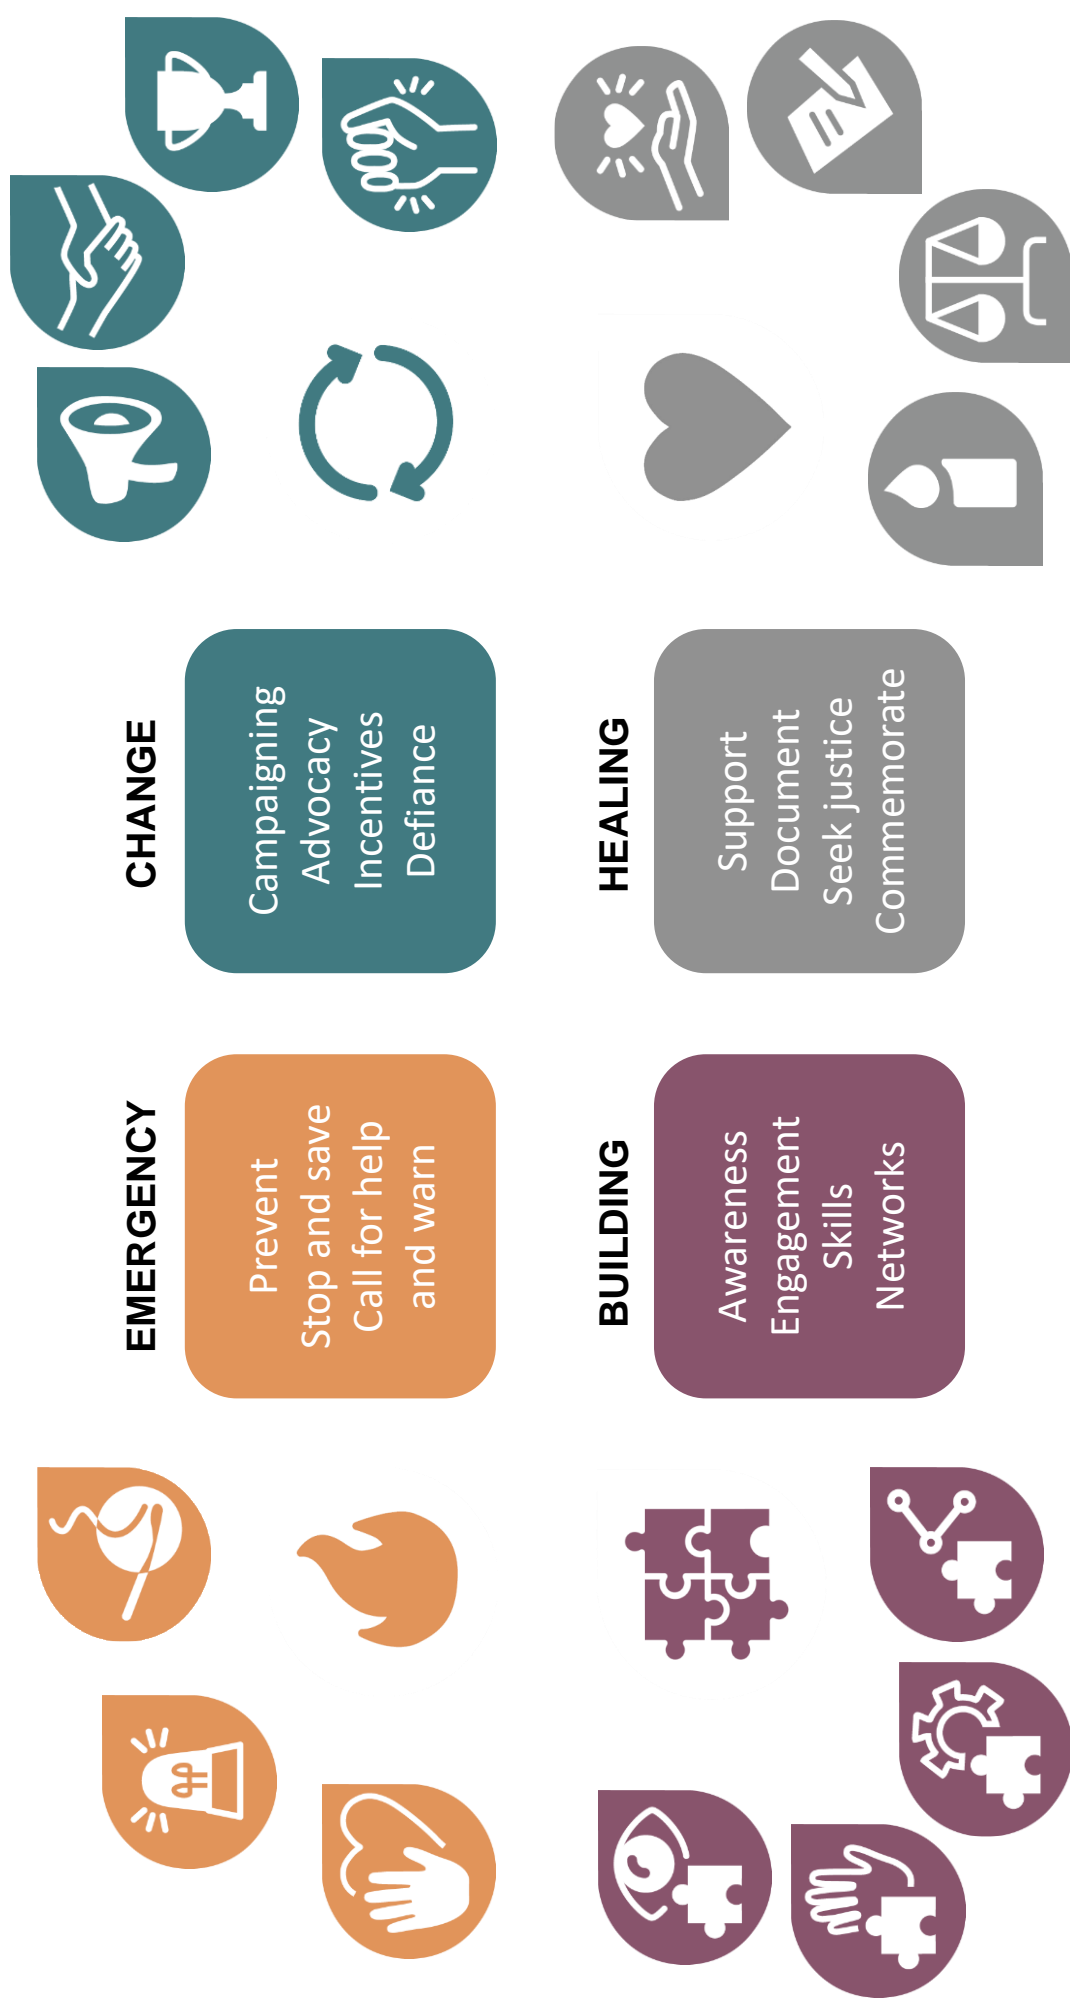 EMERGENCY
Prevent
Stop and save
Call for help
and warn
CHANGE
Campaigning
Advocacy
Incentives
Defiance
BUILDING
Awareness
Engagement
Skills
Networks
HEALING
Support
Document
Seek justice
Commemorate